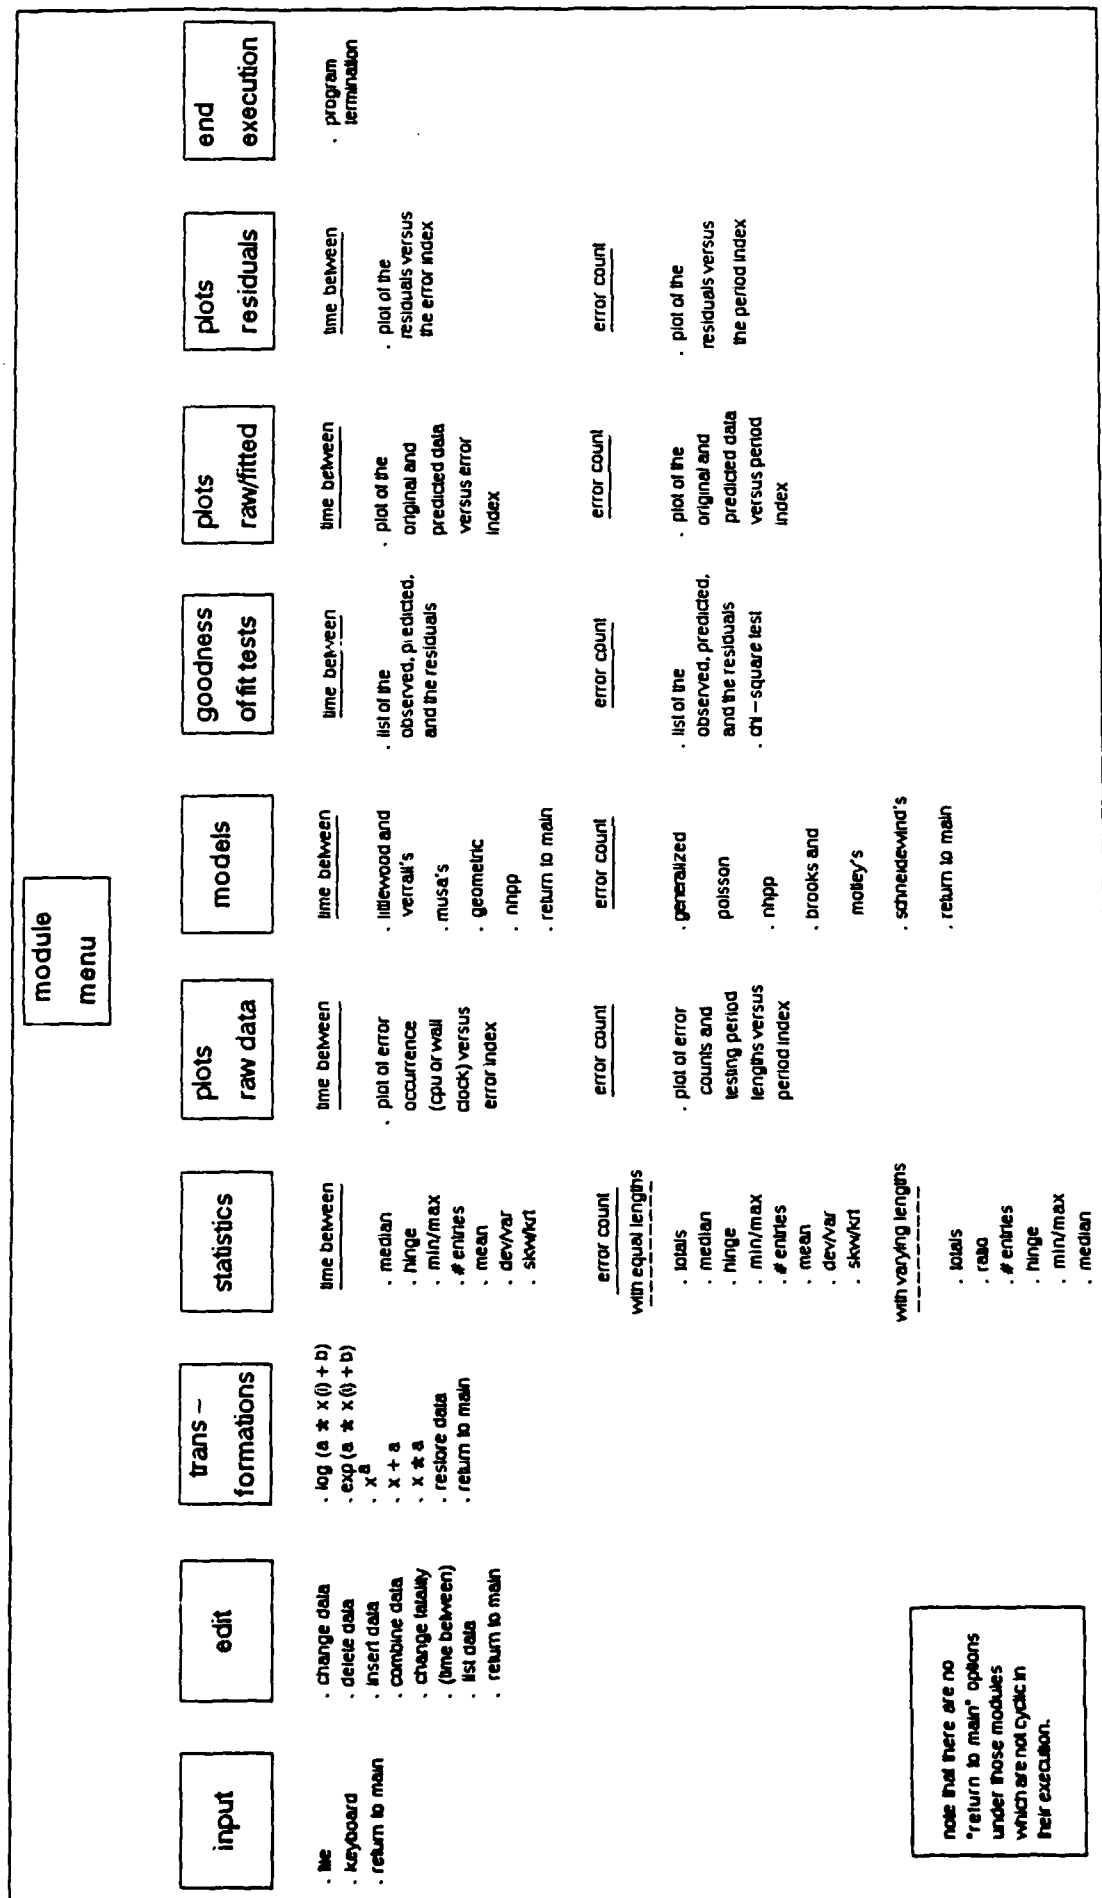 module
menu
input
. file
. keyboard
. return to main
edit
. change data
. delete data
. insert data
. combine data
. change fatality
(time between)
. list data
. return to main
trans –
formations
. log (a * x(i) + b)
. exp (a * x(i) + b)
. x^a
. x + a
. x * a
. restore data
. return to main
statistics
time between
. median
. hinge
. min/max
. # entries
. mean
. dev/var
. skw/krt
error count
with equal lengths
. totals
. median
. hinge
. min/max
. # entries
. mean
. dev/var
. skw/krt
with varying lengths
. totals
. ratio
. # entries
. hinge
. min/max
. median
plots
raw data
time between
. plot of error
occurrence
(cpu or wall
clock) versus
error index
error count
. plot of error
counts and
testing period
lengths versus
period index
models
time between
. littlewood and
verrall's
. musa's
. geometric
. nhpp
. return to main
error count
. generalized
poisson
. nhpp
. brooks and
motley's
. schneidewind's
. return to main
goodness
of fit tests
time between
. list of the
observed, predicted,
and the residuals
error count
. list of the
observed, predicted,
and the residuals
. chi – square test
plots
raw/fitted
time between
. plot of the
original and
predicted data
versus error
index
error count
. plot of the
original and
predicted data
versus period
index
plots
residuals
time between
. plot of the
residuals versus
the error index
error count
. plot of the
residuals versus
the period index
end
execution
. program
termination
note that there are no
"return to main" options
under those modules
which are not cyclic in
heir execution.